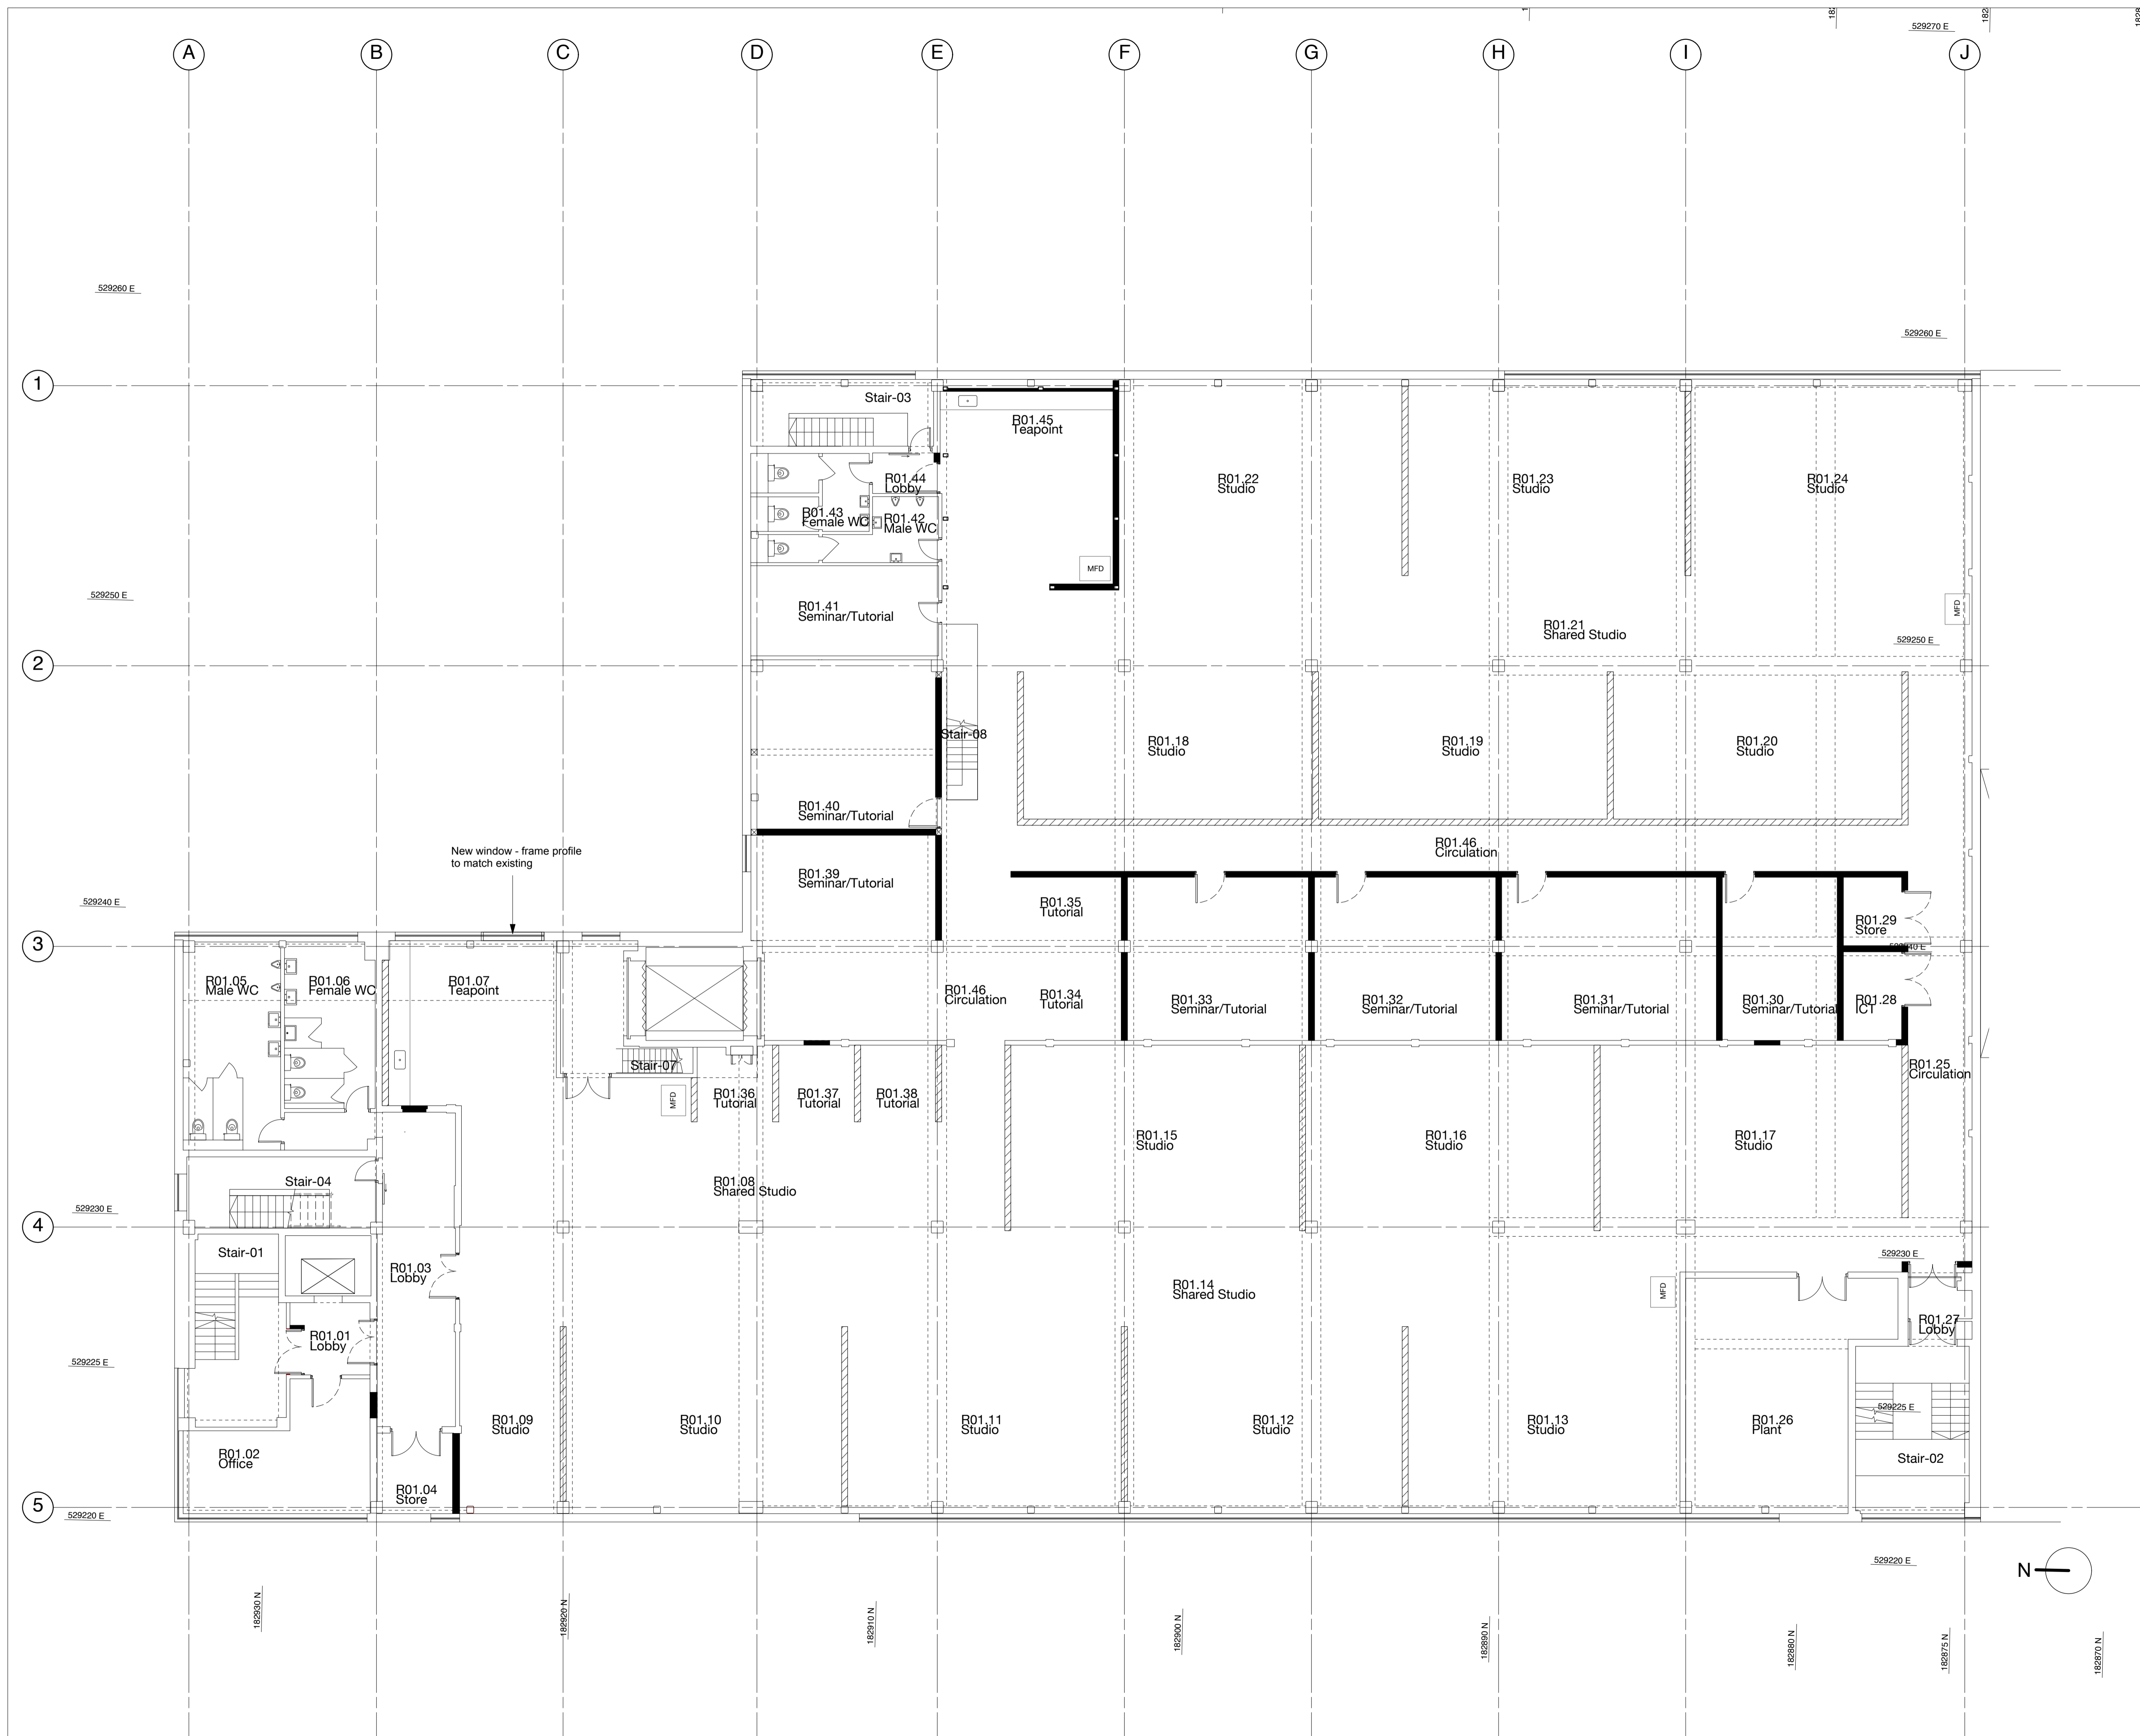 529270 E
A
B
C
D
E
F
G
H
I
J
529260 E
529260 E
1
Stair-03
R01.45
Teapoint
R01.44
Lobby
R01.22
Studio
R01.23
Studio
R01.24
Studio
R01.43
Female WC
R01.42
Male WC
MFD
529250 E
R01.41
Seminar/Tutorial
MFD
R01.21
Shared Studio
529250 E
2
Stair-08
R01.18
Studio
R01.19
Studio
R01.20
Studio
R01.40
Seminar/Tutorial
New window - frame profile
to match existing
R01.46
Circulation
R01.39
Seminar/Tutorial
529240 E
R01.35
Tutorial
R01.29
Store
3
R01.05
Male WC
R01.06
Female WC
R01.07
Teapoint
R01.46
Circulation
R01.34
Tutorial
R01.33
Seminar/Tutorial
R01.32
Seminar/Tutorial
R01.31
Seminar/Tutorial
R01.30
Seminar/Tutorial
R01.28
ICT
Stair-07
R01.25
Circulation
MFD
R01.36
Tutorial
R01.37
Tutorial
R01.38
Tutorial
R01.15
Studio
R01.16
Studio
R01.17
Studio
Stair-04
R01.08
Shared Studio
529230 E
4
Stair-01
529230 E
R01.03
Lobby
R01.14
Shared Studio
MFD
R01.01
Lobby
R01.27
Lobby
529225 E
529225 E
R01.09
Studio
R01.10
Studio
R01.11
Studio
R01.12
Studio
R01.13
Studio
R01.26
Plant
R01.02
Office
Stair-02
R01.04
Store
5
529220 E
529220 E
N
182930 N
182920 N
182910 N
182900 N
182890 N
182880 N
182875 N
182870 N